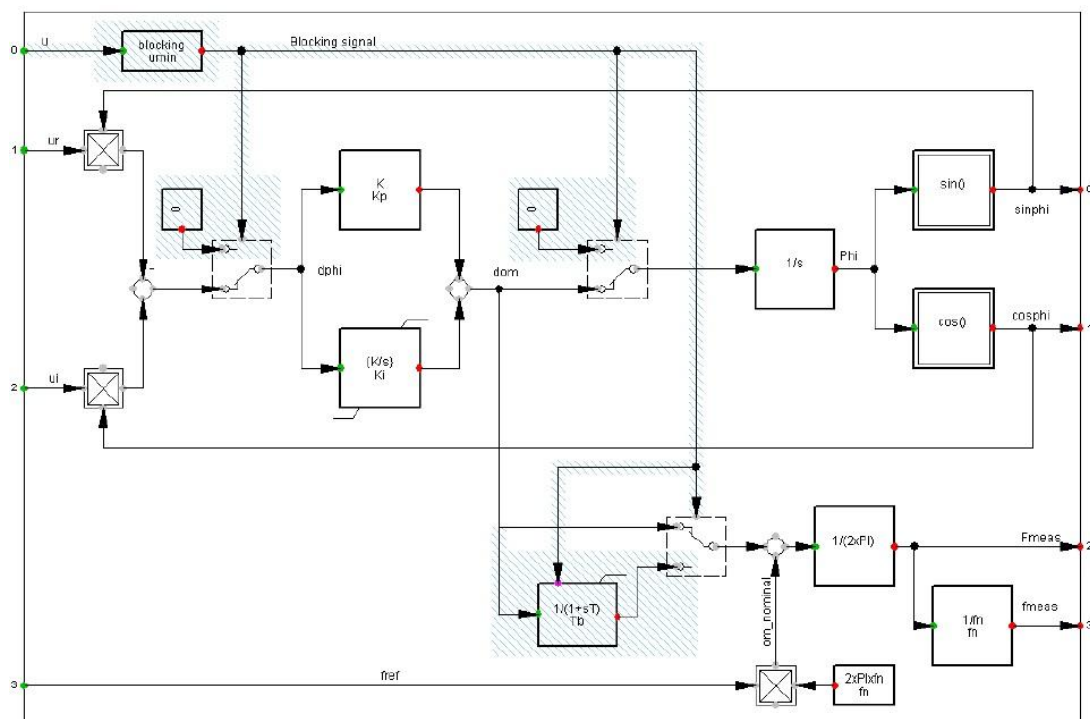 u
0
blocking
umin
Blocking signal
ur
1
0
K
Kp
0
sin()
0
sinphi
-
dphi
dom
1/s
Phi
{K/s}
Ki
cos()
cosphi
1
ui
2
1/(2xPI)
Fmeas
2
1/(1+sT)
Tb
om_nominal
1/fn
fn
fmeas
3
3
fref
2xPIxfn
fn